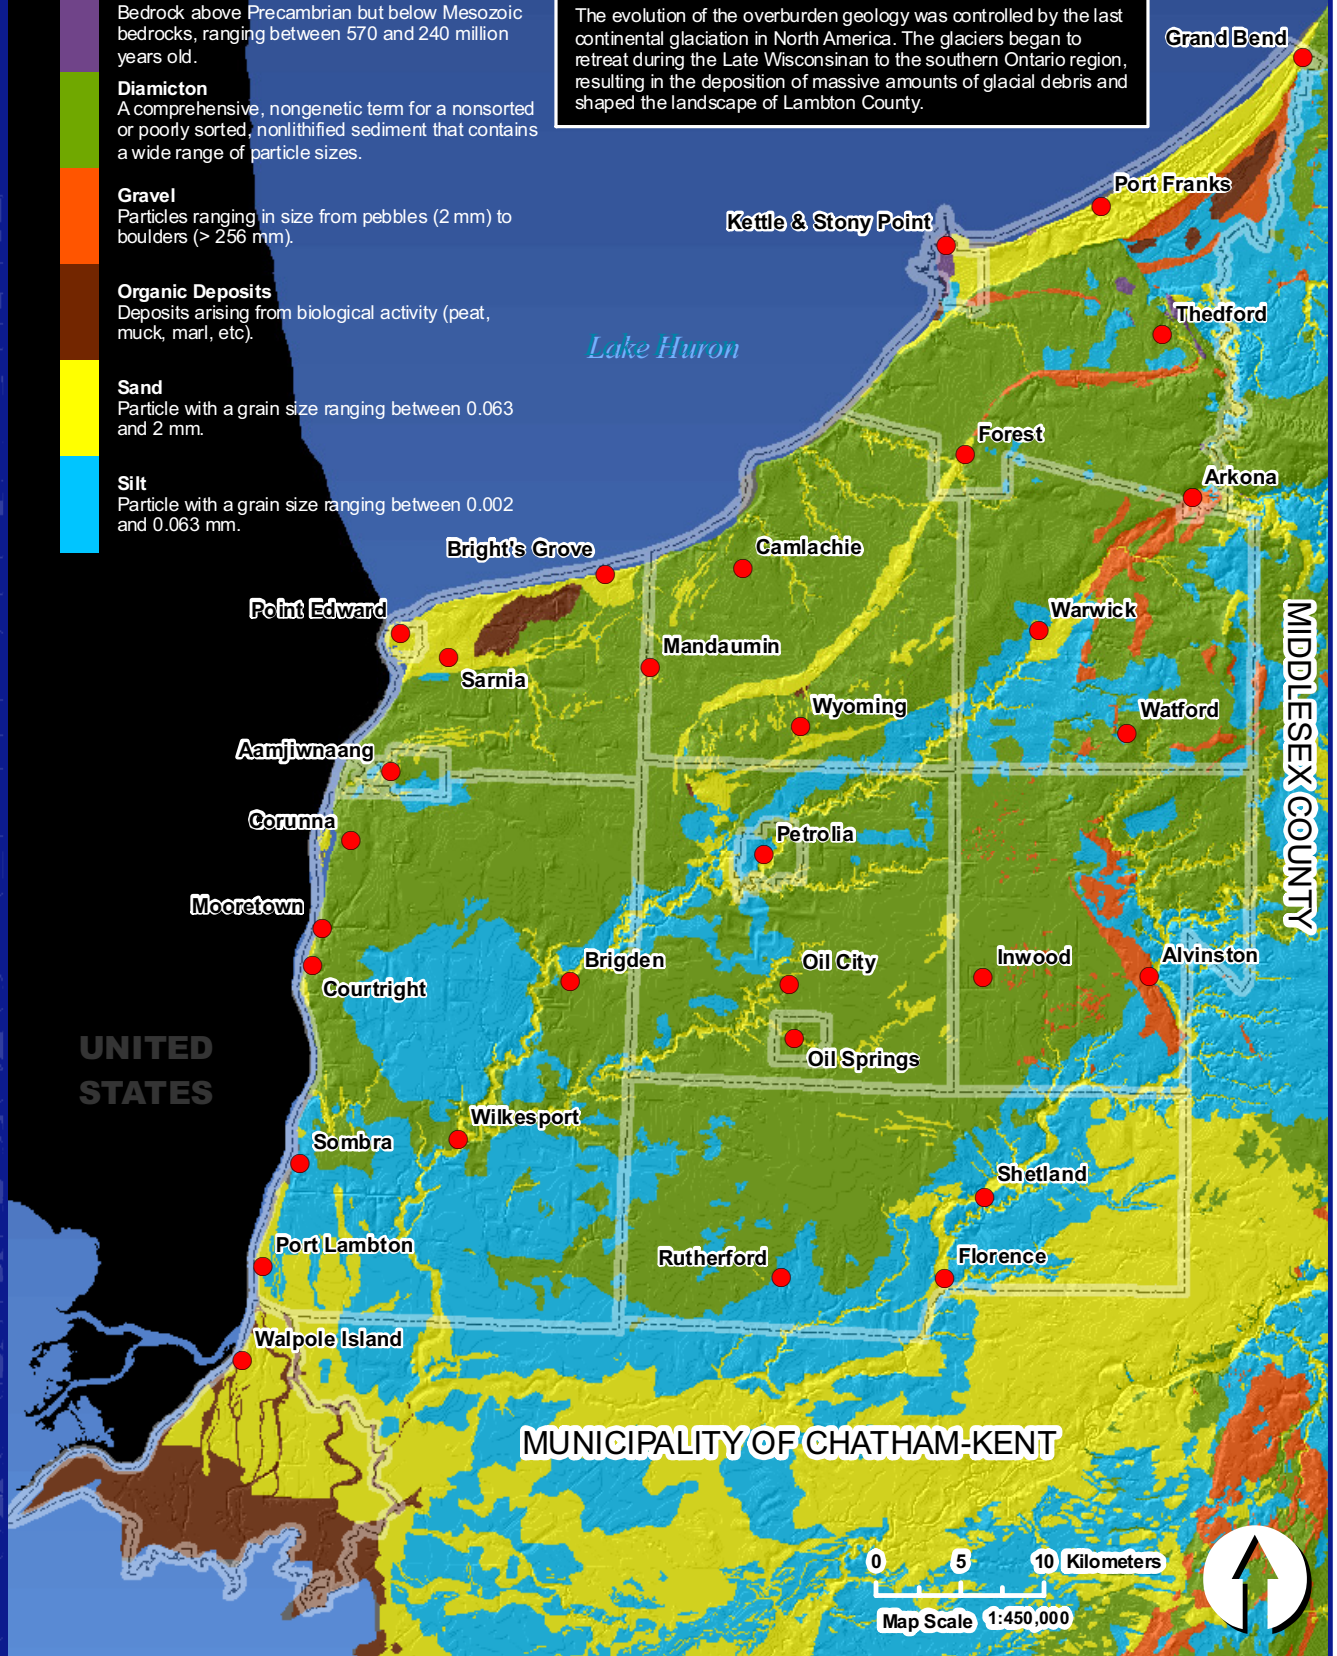 Bedrock above Precambrian but below Mesozoic
bedrocks, ranging between 570 and 240 million
years old.
Diamicton
A comprehensive, nongenetic term for a nonsorted
or poorly sorted, nonlithified sediment that contains
a wide range of particle sizes.
Gravel
Particles ranging in size from pebbles (2 mm) to
boulders (> 256 mm).
Organic Deposits
Deposits arising from biological activity (peat,
muck, marl, etc).
Sand
Particle with a grain size ranging between 0.063
and 2 mm.
Silt
Particle with a grain size ranging between 0.002
and 0.063 mm.
The evolution of the overburden geology was controlled by the last
continental glaciation in North America. The glaciers began to
retreat during the Late Wisconsinan to the southern Ontario region,
resulting in the deposition of massive amounts of glacial debris and
shaped the landscape of Lambton County.
Grand Bend
Port Franks
Kettle & Stony Point
Thedford
Lake Huron
Forest
Arkona
Bright's Grove
Camlachie
Point Edward
Warwick
Mandaumin
Sarnia
Wyoming
Watford
Aamjiwnaang
MIDDLESEX COUNTY
Corunna
Petrolia
Mooretown
Brigden
Oil City
Inwood
Alvinston
Courtright
UNITED
STATES
Oil Springs
Wilkesport
Sombra
Shetland
Port Lambton
Rutherford
Florence
Walpole Island
MUNICIPALITY OF CHATHAM-KENT
0 5 10 Kilometers
Map Scale 1:450,000